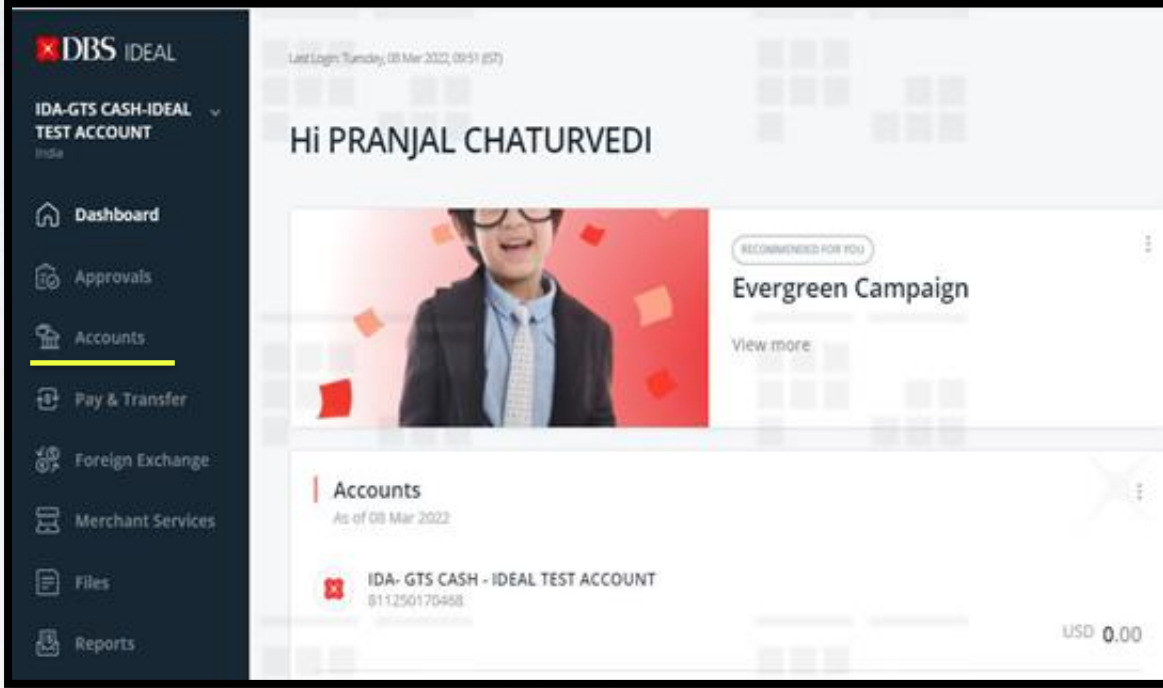 DBS IDEAL
IDA-GTS CASH-IDEAL
TEST ACCOUNT
India
Dashboard
Approvals
Accounts
Pay & Transfer
Foreign Exchange
Merchant Services
Files
Reports
Last Login: Tuesday, 08 Mar 2022, 09:51 (IST)
Hi PRANJAL CHATURVEDI
RECOMMENDED FOR YOU
Evergreen Campaign
View more
Accounts
As of 08 Mar 2022
IDA- GTS CASH - IDEAL TEST ACCOUNT
811250170468
USD 0.00